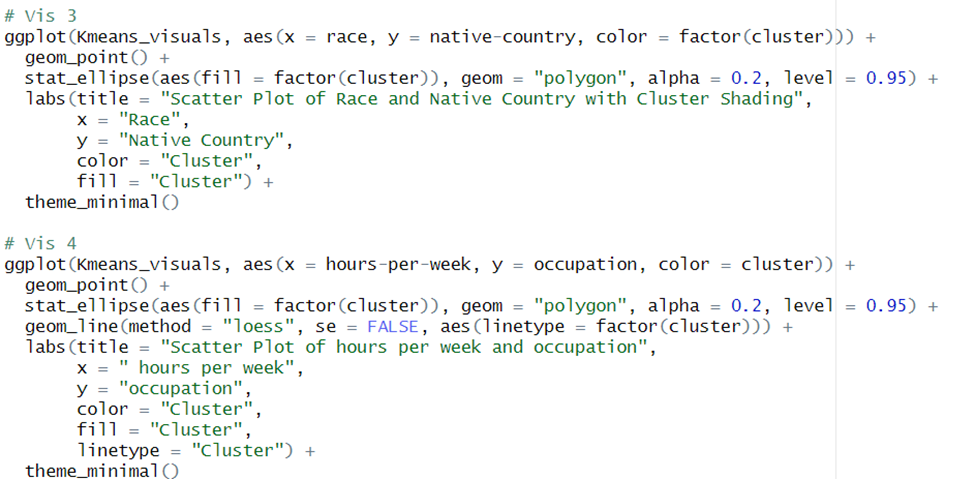 # Vis 3
ggplot(Kmeans_visuals, aes(x = race, y = native-country, color = factor(cluster))) +
  geom_point() +
  stat_ellipse(aes(fill = factor(cluster)), geom = "polygon", alpha = 0.2, level = 0.95) +
  labs(title = "Scatter Plot of Race and Native Country with Cluster Shading",
       x = "Race",
       y = "Native Country",
       color = "Cluster",
       fill = "Cluster") +
  theme_minimal()

# Vis 4
ggplot(Kmeans_visuals, aes(x = hours-per-week, y = occupation, color = cluster)) +
  geom_point() +
  stat_ellipse(aes(fill = factor(cluster)), geom = "polygon", alpha = 0.2, level = 0.95) +
  geom_line(method = "loess", se = FALSE, aes(linetype = factor(cluster))) +
  labs(title = "Scatter Plot of hours per week and occupation",
       x = " hours per week",
       y = "occupation",
       color = "Cluster",
       fill = "Cluster",
       linetype = "Cluster") +
  theme_minimal()